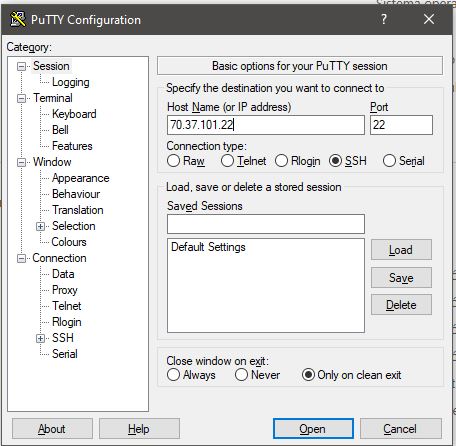 PuTTY Configuration
Category:
Session
Logging
Terminal
Keyboard
Bell
Features
Window
Appearance
Behaviour
Translation
Selection
Colours
Connection
Data
Proxy
Telnet
Rlogin
SSH
Serial
Basic options for your PuTTY session
Specify the destination you want to connect to
Host Name (or IP address) Port
70.37.101.22 22
Connection type:
Raw Telnet Rlogin SSH Serial
Load, save or delete a stored session
Saved Sessions
Default Settings
Load
Save
Delete
Close window on exit:
Always Never Only on clean exit
About Help Open Cancel